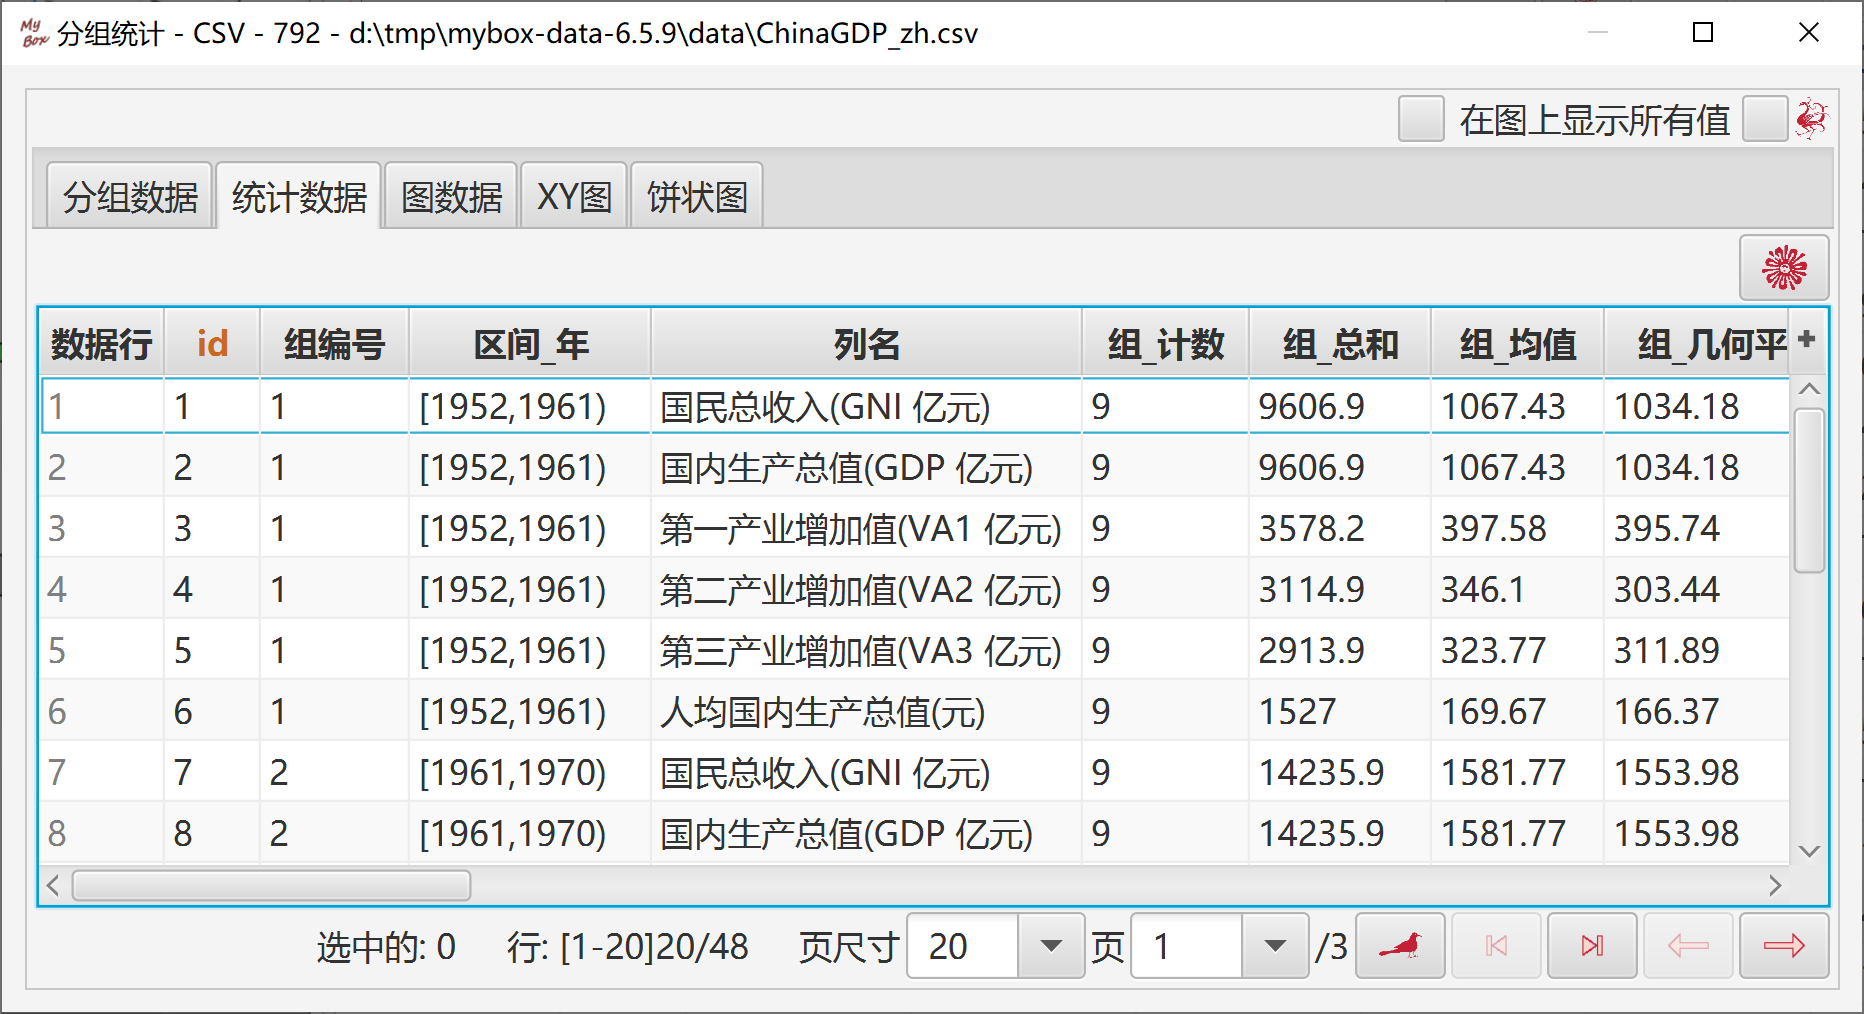 My Box 分组统计 - CSV - 792 - d:\tmp\mybox-data-6.5.9\data\ChinaGDP_zh.csv
在图上显示所有值
分组数据 统计数据 图数据 XY图 饼状图
数据行 id 组编号 区间_年 列名 组_计数 组_总和 组_均值 组_几何平 +
1 1 1 [1952,1961) 国民总收入(GNI 亿元) 9 9606.9 1067.43 1034.18
2 2 1 [1952,1961) 国内生产总值(GDP 亿元) 9 9606.9 1067.43 1034.18
3 3 1 [1952,1961) 第一产业增加值(VA1 亿元) 9 3578.2 397.58 395.74
4 4 1 [1952,1961) 第二产业增加值(VA2 亿元) 9 3114.9 346.1 303.44
5 5 1 [1952,1961) 第三产业增加值(VA3 亿元) 9 2913.9 323.77 311.89
6 6 1 [1952,1961) 人均国内生产总值(元) 9 1527 169.67 166.37
7 7 2 [1961,1970) 国民总收入(GNI 亿元) 9 14235.9 1581.77 1553.98
8 8 2 [1961,1970) 国内生产总值(GDP 亿元) 9 14235.9 1581.77 1553.98
选中的: 0 行: [1-20]20/48 页尺寸 20 页 1 /3